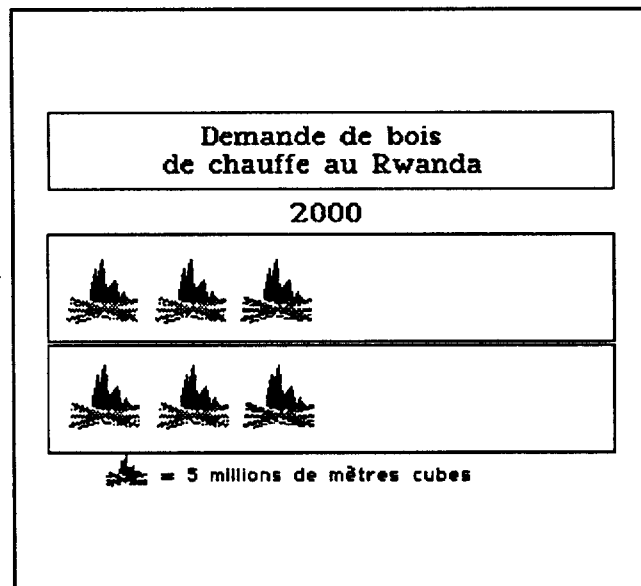 Demande de bois
de chauffe au Rwanda
2000
= 5 millions de mètres cubes